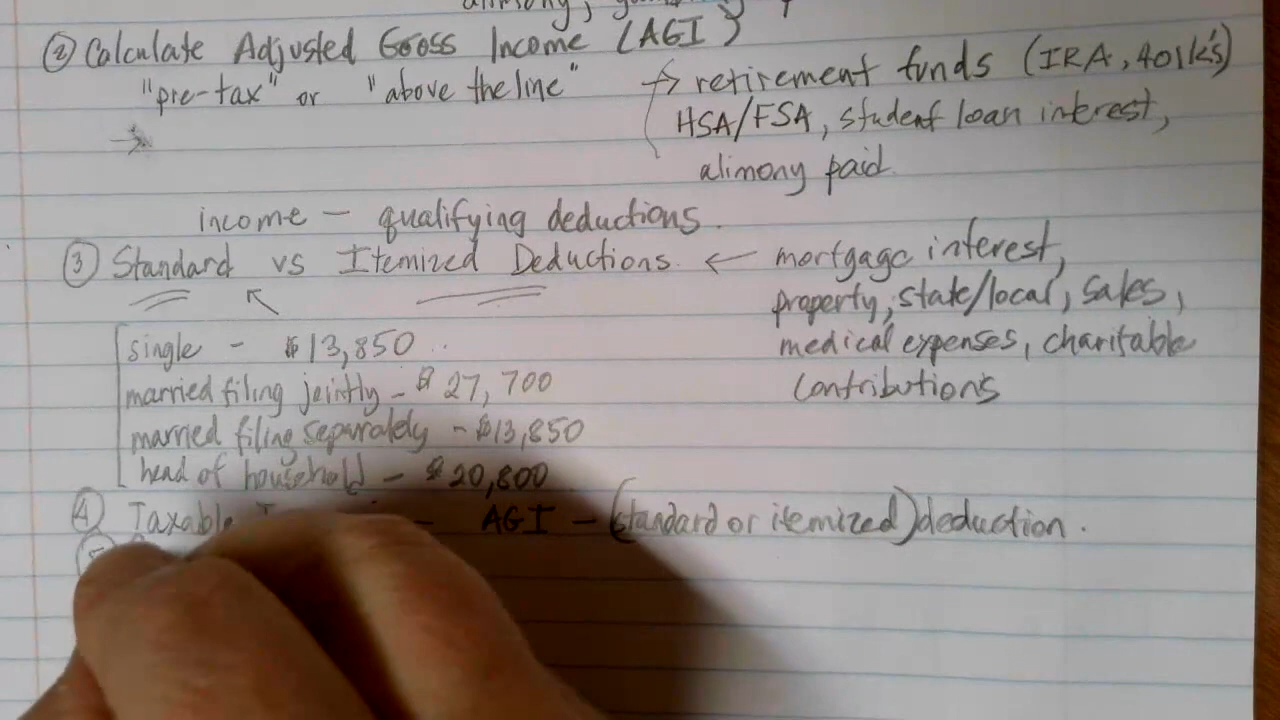 alimony,
② Calculate Adjusted Gross Income (AGI)
"pre-tax" or "above the line"
→ retirement funds (IRA, 401k's)
HSA/FSA, student loan interest,
alimony paid.
→
income — qualifying deductions.
③ Standard vs Itemized Deductions. ← mortgage interest,
property, state/local, sales,
medical expenses, charitable
contributions
single - $13,850
married filing jointly - $27,700
married filing separately - $13,850
head of household - $20,800
④ Taxable - AGI - (standard or itemized) deduction.
⑤